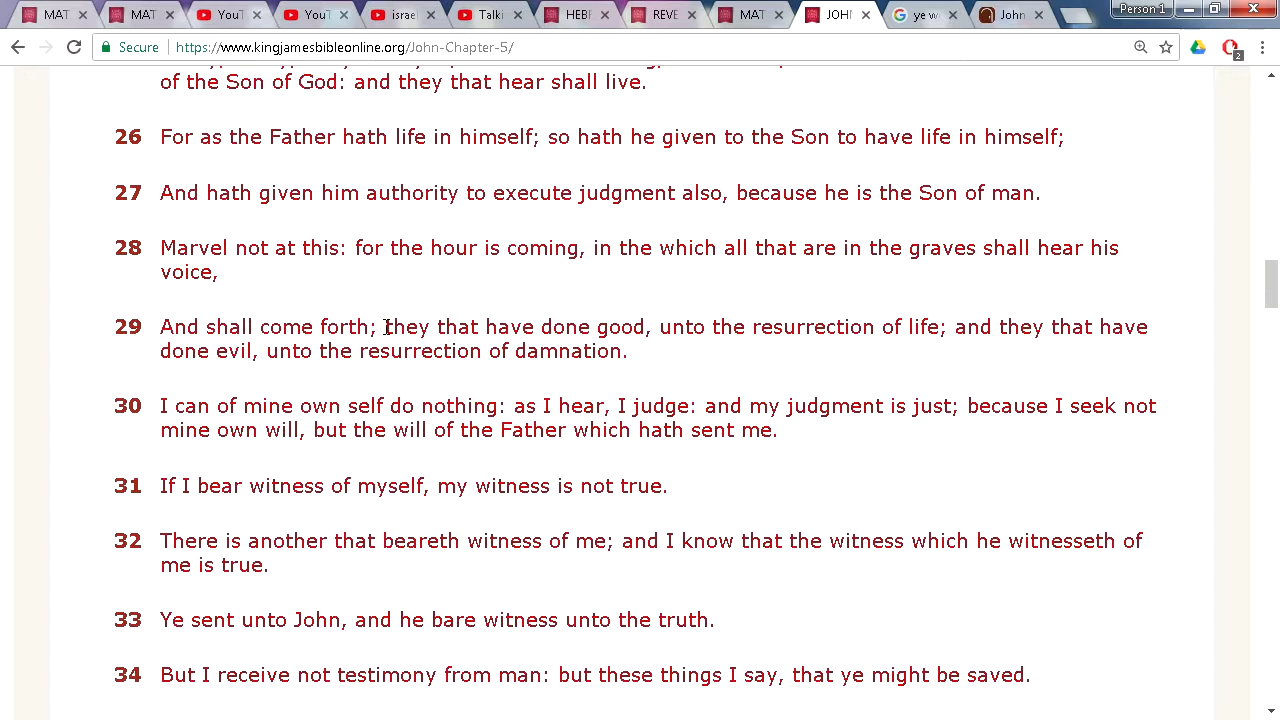 MAT
MAT
YouT
YouT
israe
Talki
HEBR
REVE
MAT
JOHN
ye w
John
Person 1
Secure
https://www.kingjamesbibleonline.org/John-Chapter-5/
2
of the Son of God: and they that hear shall live.
26 For as the Father hath life in himself; so hath he given to the Son to have life in himself;
27 And hath given him authority to execute judgment also, because he is the Son of man.
28 Marvel not at this: for the hour is coming, in the which all that are in the graves shall hear his
voice,
29 And shall come forth; they that have done good, unto the resurrection of life; and they that have
done evil, unto the resurrection of damnation.
30 I can of mine own self do nothing: as I hear, I judge: and my judgment is just; because I seek not
mine own will, but the will of the Father which hath sent me.
31 If I bear witness of myself, my witness is not true.
32 There is another that beareth witness of me; and I know that the witness which he witnesseth of
me is true.
33 Ye sent unto John, and he bare witness unto the truth.
34 But I receive not testimony from man: but these things I say, that ye might be saved.